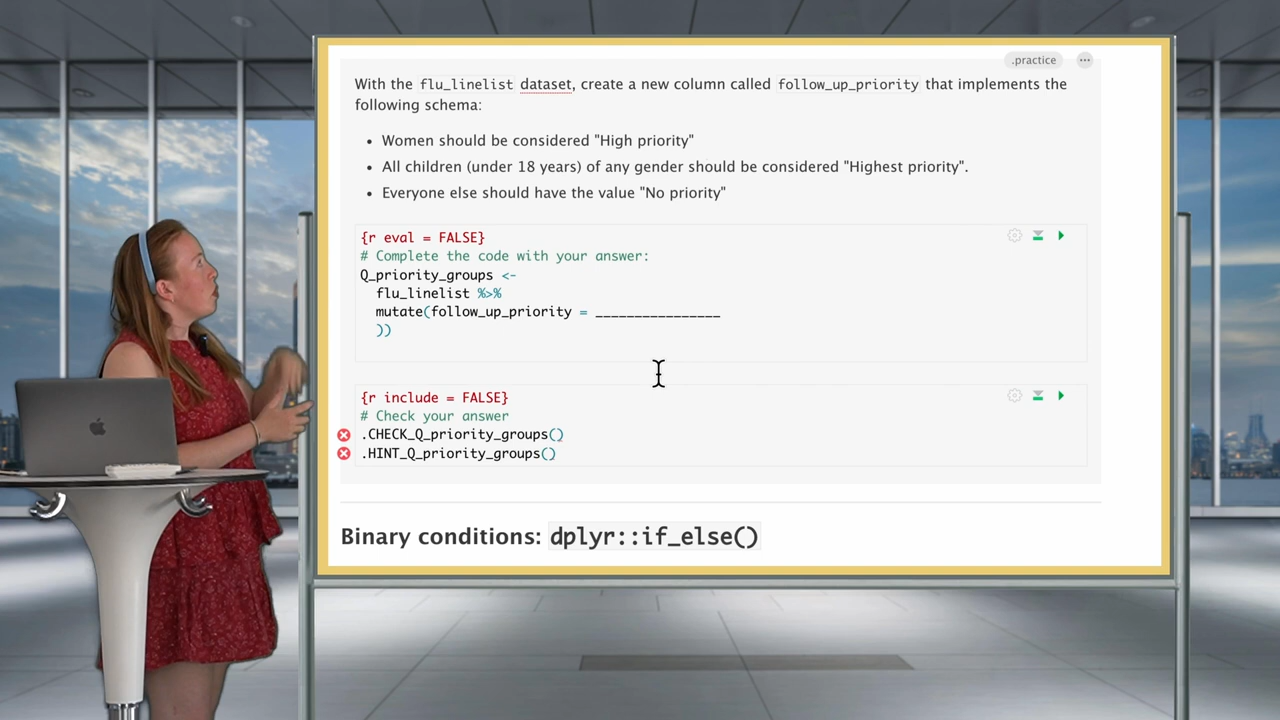 .practice
With the flu_linelist dataset, create a new column called follow_up_priority that implements the
following schema:
• Women should be considered "High priority"
• All children (under 18 years) of any gender should be considered "Highest priority".
• Everyone else should have the value "No priority"
{r eval = FALSE}
# Complete the code with your answer:
Q_priority_groups <-
flu_linelist %>%
mutate(follow_up_priority = ________________
))
{r include = FALSE}
# Check your answer
.CHECK_Q_priority_groups()
.HINT_Q_priority_groups()
Binary conditions: dplyr::if_else()